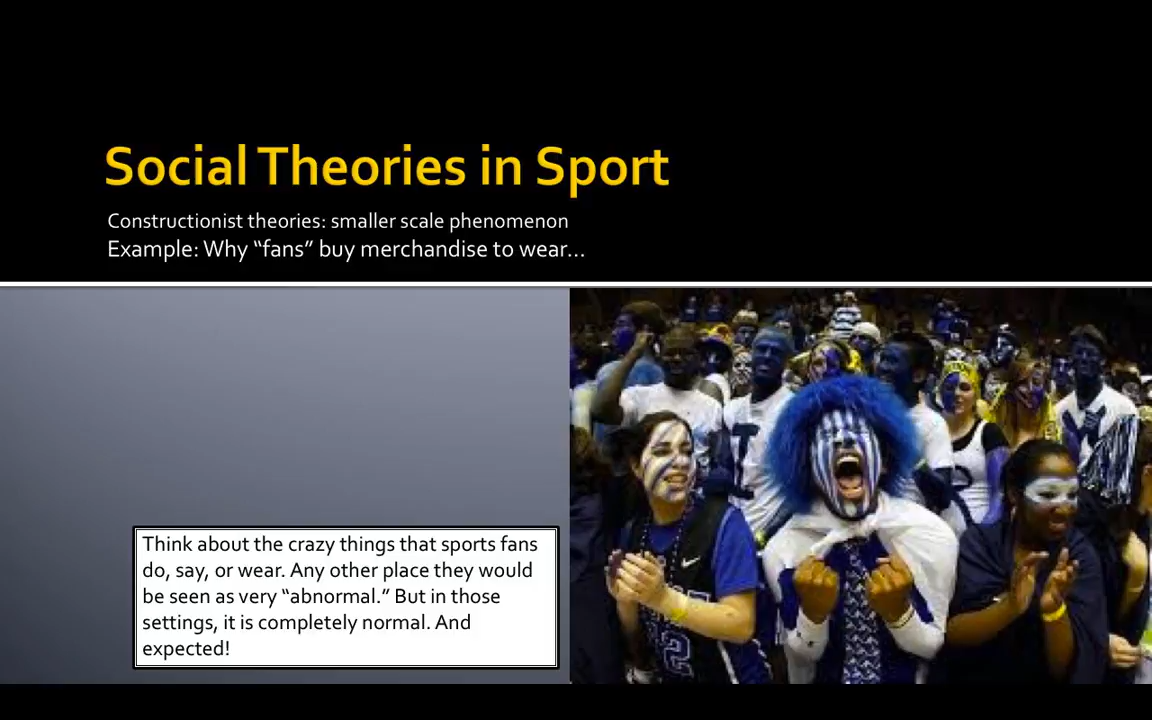 Social Theories in Sport
Constructionist theories: smaller scale phenomenon
Example: Why “fans” buy merchandise to wear…
Think about the crazy things that sports fans
do, say, or wear. Any other place they would
be seen as very “abnormal.” But in those
settings, it is completely normal. And
expected!